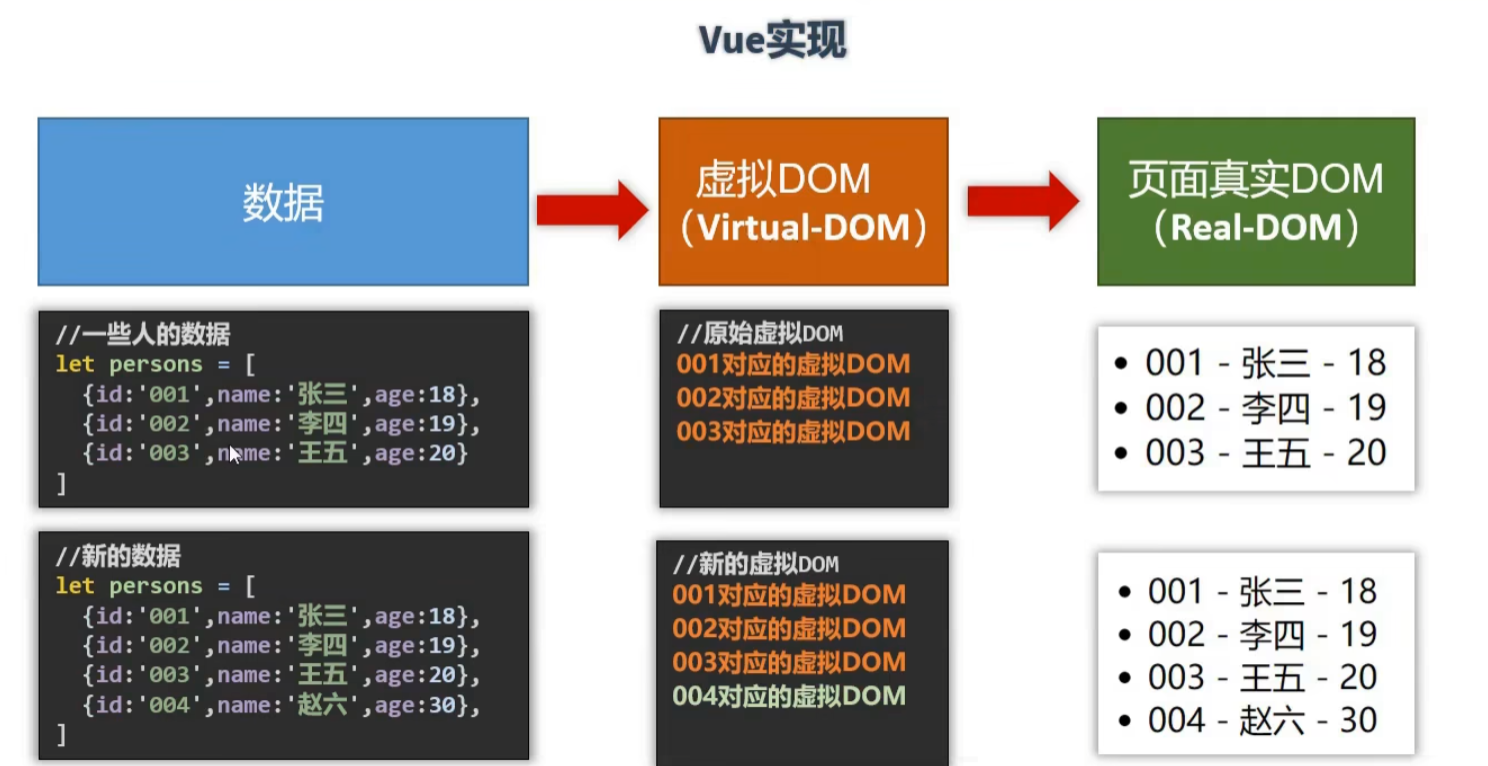 Vue实现
数据
虚拟DOM
（Virtual-DOM）
页面真实DOM
（Real-DOM）
//一些人的数据
let persons = [
{id:'001',name:'张三',age:18},
{id:'002',name:'李四',age:19},
{id:'003',name:'王五',age:20}
]
//原始虚拟DOM
001对应的虚拟DOM
002对应的虚拟DOM
003对应的虚拟DOM
• 001 - 张三 - 18
• 002 - 李四 - 19
• 003 - 王五 - 20
//新的数据
let persons = [
{id:'001',name:'张三',age:18},
{id:'002',name:'李四',age:19},
{id:'003',name:'王五',age:20},
{id:'004',name:'赵六',age:30},
]
//新的虚拟DOM
001对应的虚拟DOM
002对应的虚拟DOM
003对应的虚拟DOM
004对应的虚拟DOM
• 001 - 张三 - 18
• 002 - 李四 - 19
• 003 - 王五 - 20
• 004 - 赵六 - 30